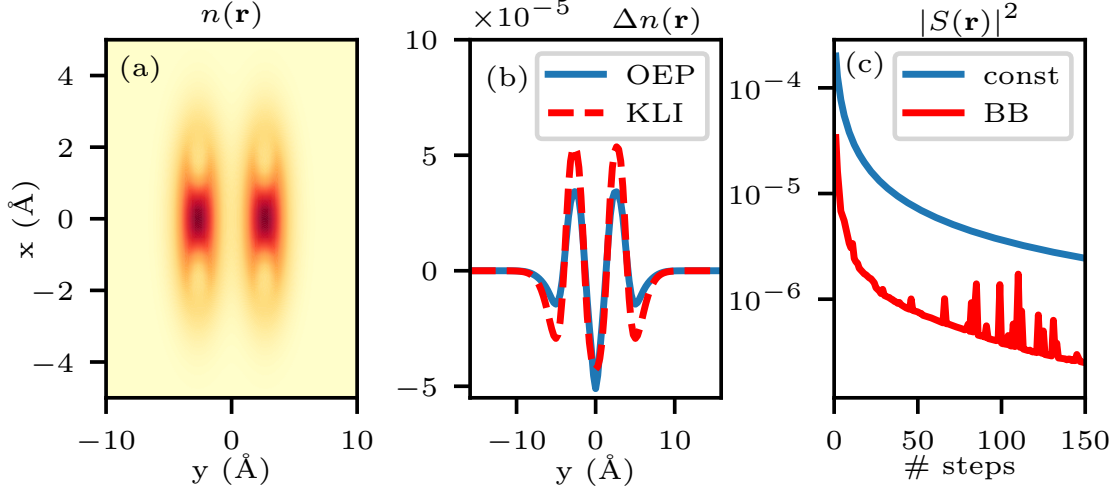 n(r)
(a)
4
2
0
−2
−4
x (Å)
−10
0
10
y (Å)
×10−5
Δn(r)
(b)
OEP
KLI
5
0
−5
−10
0
10
y (Å)
|S(r)|2
(c)
const
BB
10−4
10−5
10−6
0
50
100
150
# steps